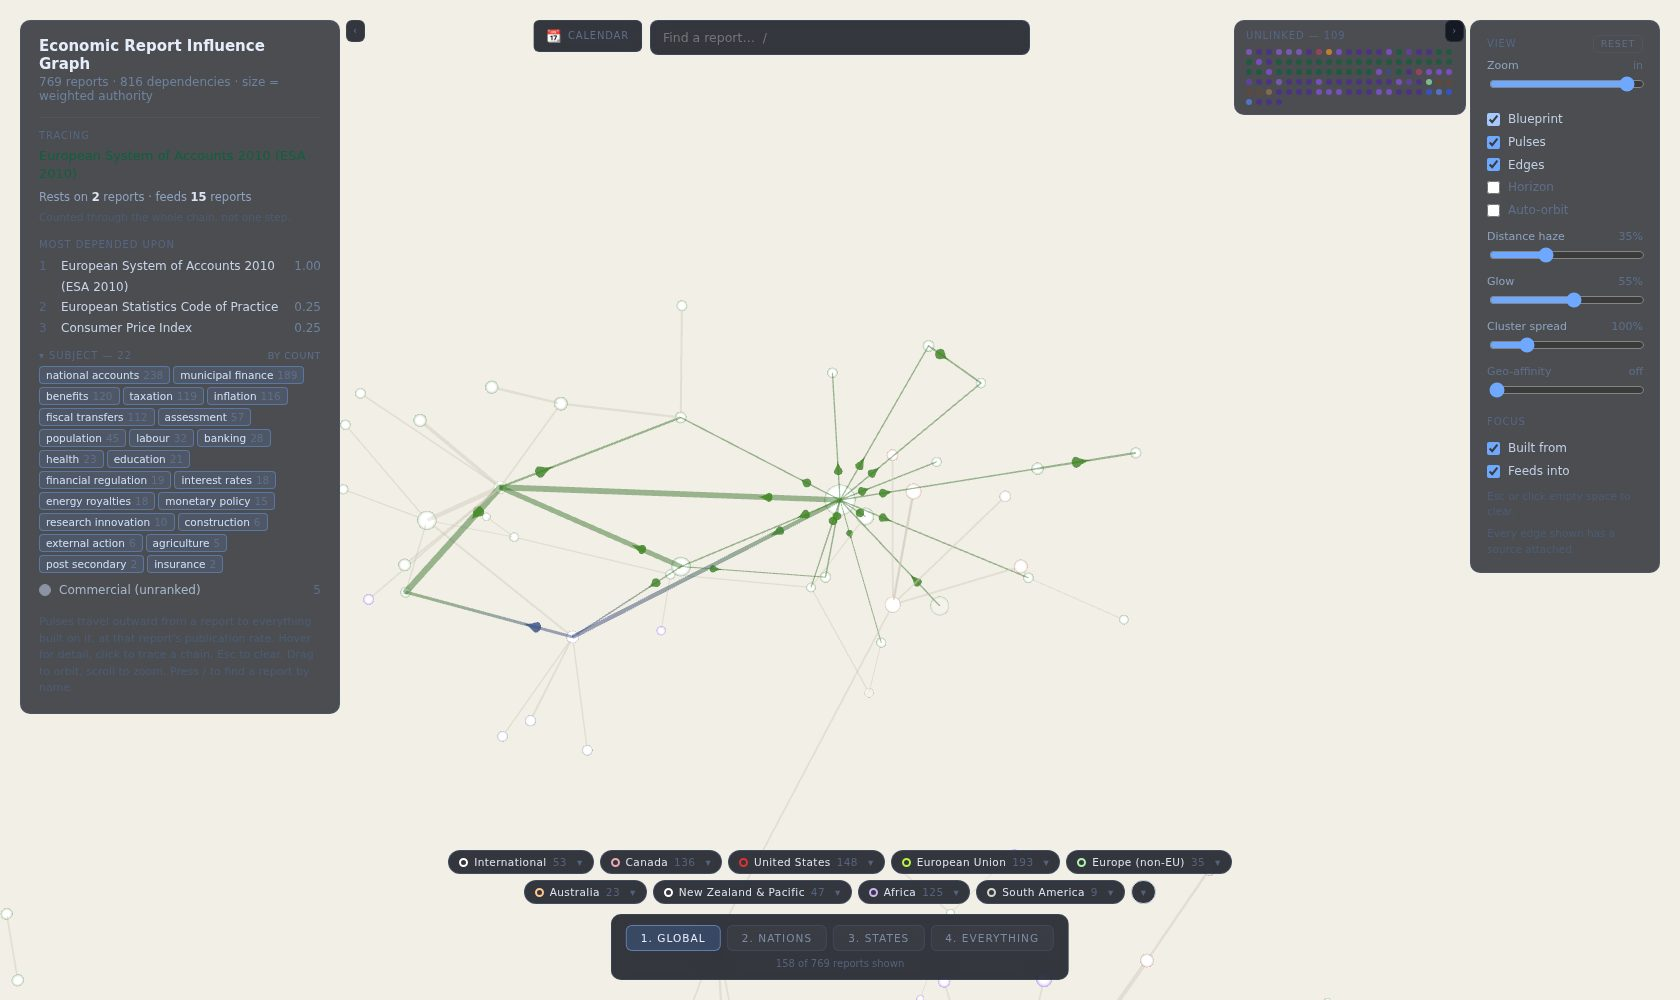 Economic Report Influence
Graph
769 reports · 816 dependencies · size =
weighted authority
TRACING
European System of Accounts 2010 (ESA
2010)
Rests on 2 reports · feeds 15 reports
Counted through the whole chain, not one step.
MOST DEPENDED UPON
1 European System of Accounts 2010 1.00
(ESA 2010)
2 European Statistics Code of Practice 0.25
3 Consumer Price Index 0.25
▾ SUBJECT — 22 BY COUNT
national accounts 238 municipal finance 189
benefits 120 taxation 119 inflation 116
fiscal transfers 112 assessment 57
population 45 labour 32 banking 28
health 23 education 21
financial regulation 19 interest rates 18
energy royalties 18 monetary policy 15
research innovation 10 construction 6
external action 6 agriculture 5
post secondary 2 insurance 2
Commercial (unranked) 5
Pulses travel outward from a report to everything
built on it, at that report's publication rate. Hover
for detail, click to trace a chain. Esc to clear. Drag
to orbit, scroll to zoom. Press / to find a report by
name.
‹
📆 CALENDAR
Find a report… /
UNLINKED — 109
›
VIEW RESET
Zoom in
Blueprint
Pulses
Edges
Horizon
Auto-orbit
Distance haze 35%
Glow 55%
Cluster spread 100%
Geo-affinity off
FOCUS
Built from
Feeds into
Esc or click empty space to
clear.
Every edge shown has a
source attached.
International 53 ▾ Canada 136 ▾ United States 148 ▾ European Union 193 ▾ Europe (non-EU) 35 ▾
Australia 23 ▾ New Zealand & Pacific 47 ▾ Africa 125 ▾ South America 9 ▾ ▾
1. GLOBAL 2. NATIONS 3. STATES 4. EVERYTHING
158 of 769 reports shown